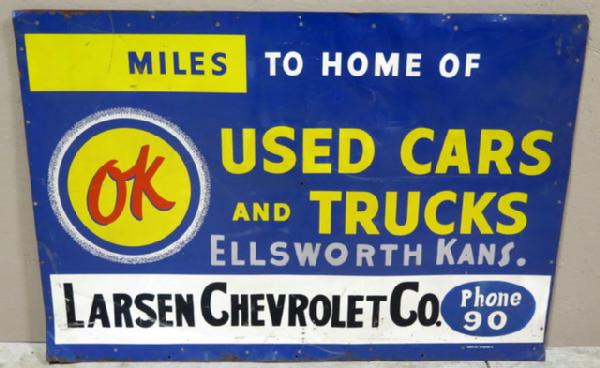 MILES TO HOME OF
OK
USED CARS
AND TRUCKS
ELLSWORTH KANS.
LARSEN CHEVROLET CO.
Phone
90